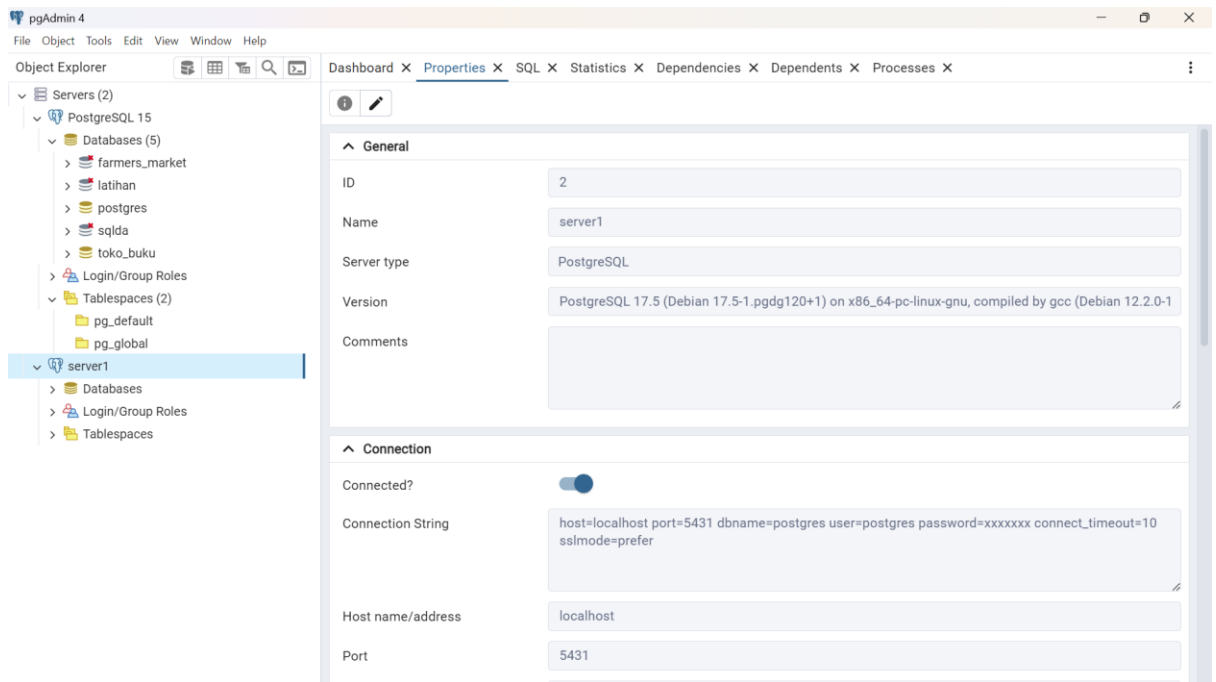 pgAdmin 4
File Object Tools Edit View Window Help
Object Explorer
Servers (2)
PostgreSQL 15
Databases (5)
farmers_market
latihan
postgres
sqlda
toko_buku
Login/Group Roles
Tablespaces (2)
pg_default
pg_global
server1
Databases
Login/Group Roles
Tablespaces
Dashboard Properties SQL Statistics Dependencies Dependents Processes
General
ID 2
Name server1
Server type PostgreSQL
Version PostgreSQL 17.5 (Debian 17.5-1.pgdg120+1) on x86_64-pc-linux-gnu, compiled by gcc (Debian 12.2.0-1
Comments
Connection
Connected?
Connection String host=localhost port=5431 dbname=postgres user=postgres password=xxxxxxx connect_timeout=10
sslmode=prefer
Host name/address localhost
Port 5431